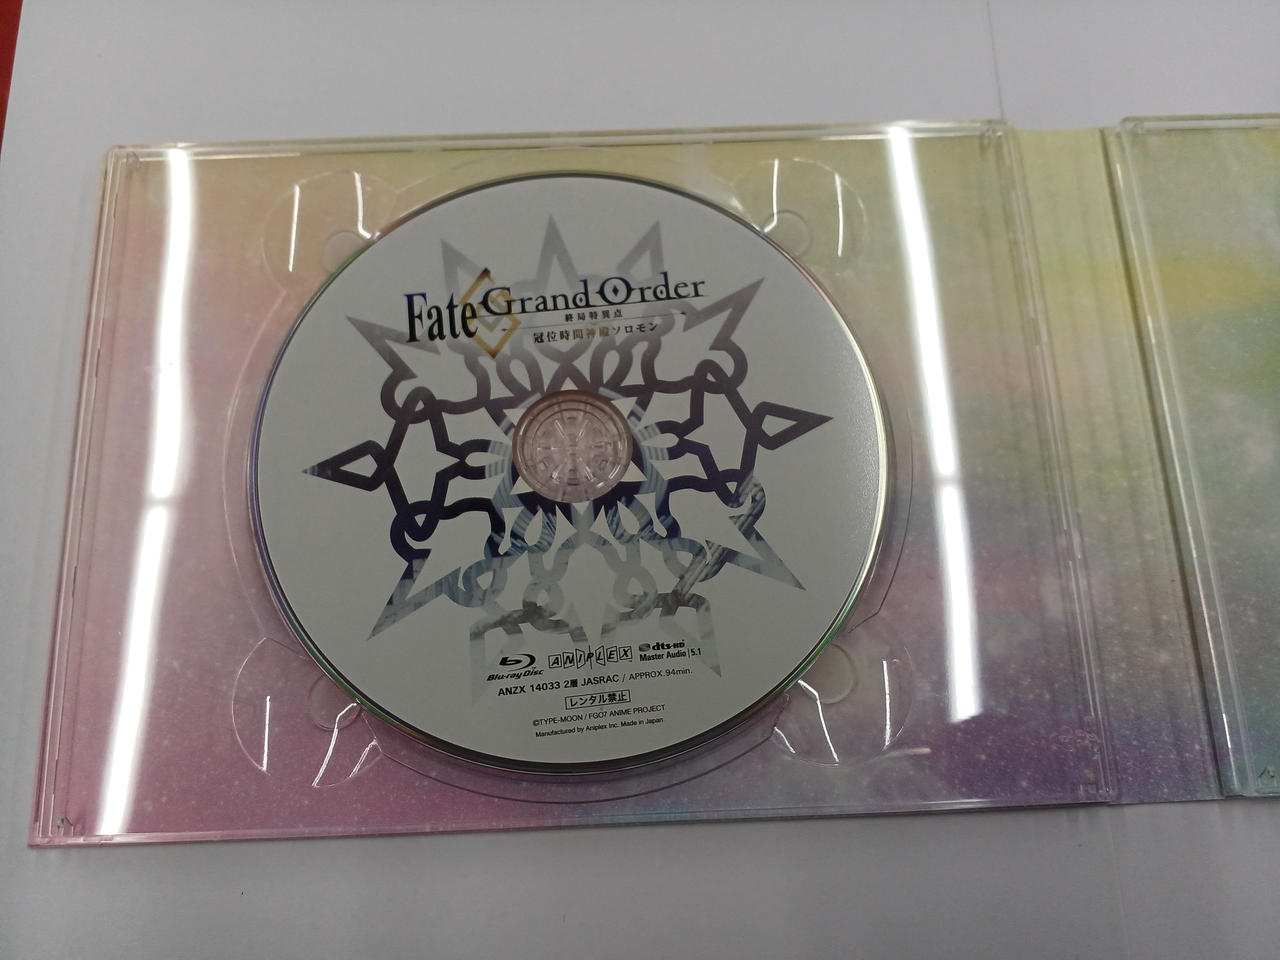 Fate Grand Order
終局特異点
冠位時間神殿ソロモン
Blu-ray Disc ANIPLEX dts-HD Master Audio | 5.1
ANZX 14033 2層 JASRAC / APPROX.94min.
レンタル禁止
©TYPE-MOON / FGO7 ANIME PROJECT
Manufactured by Aniplex Inc. Made in Japan.